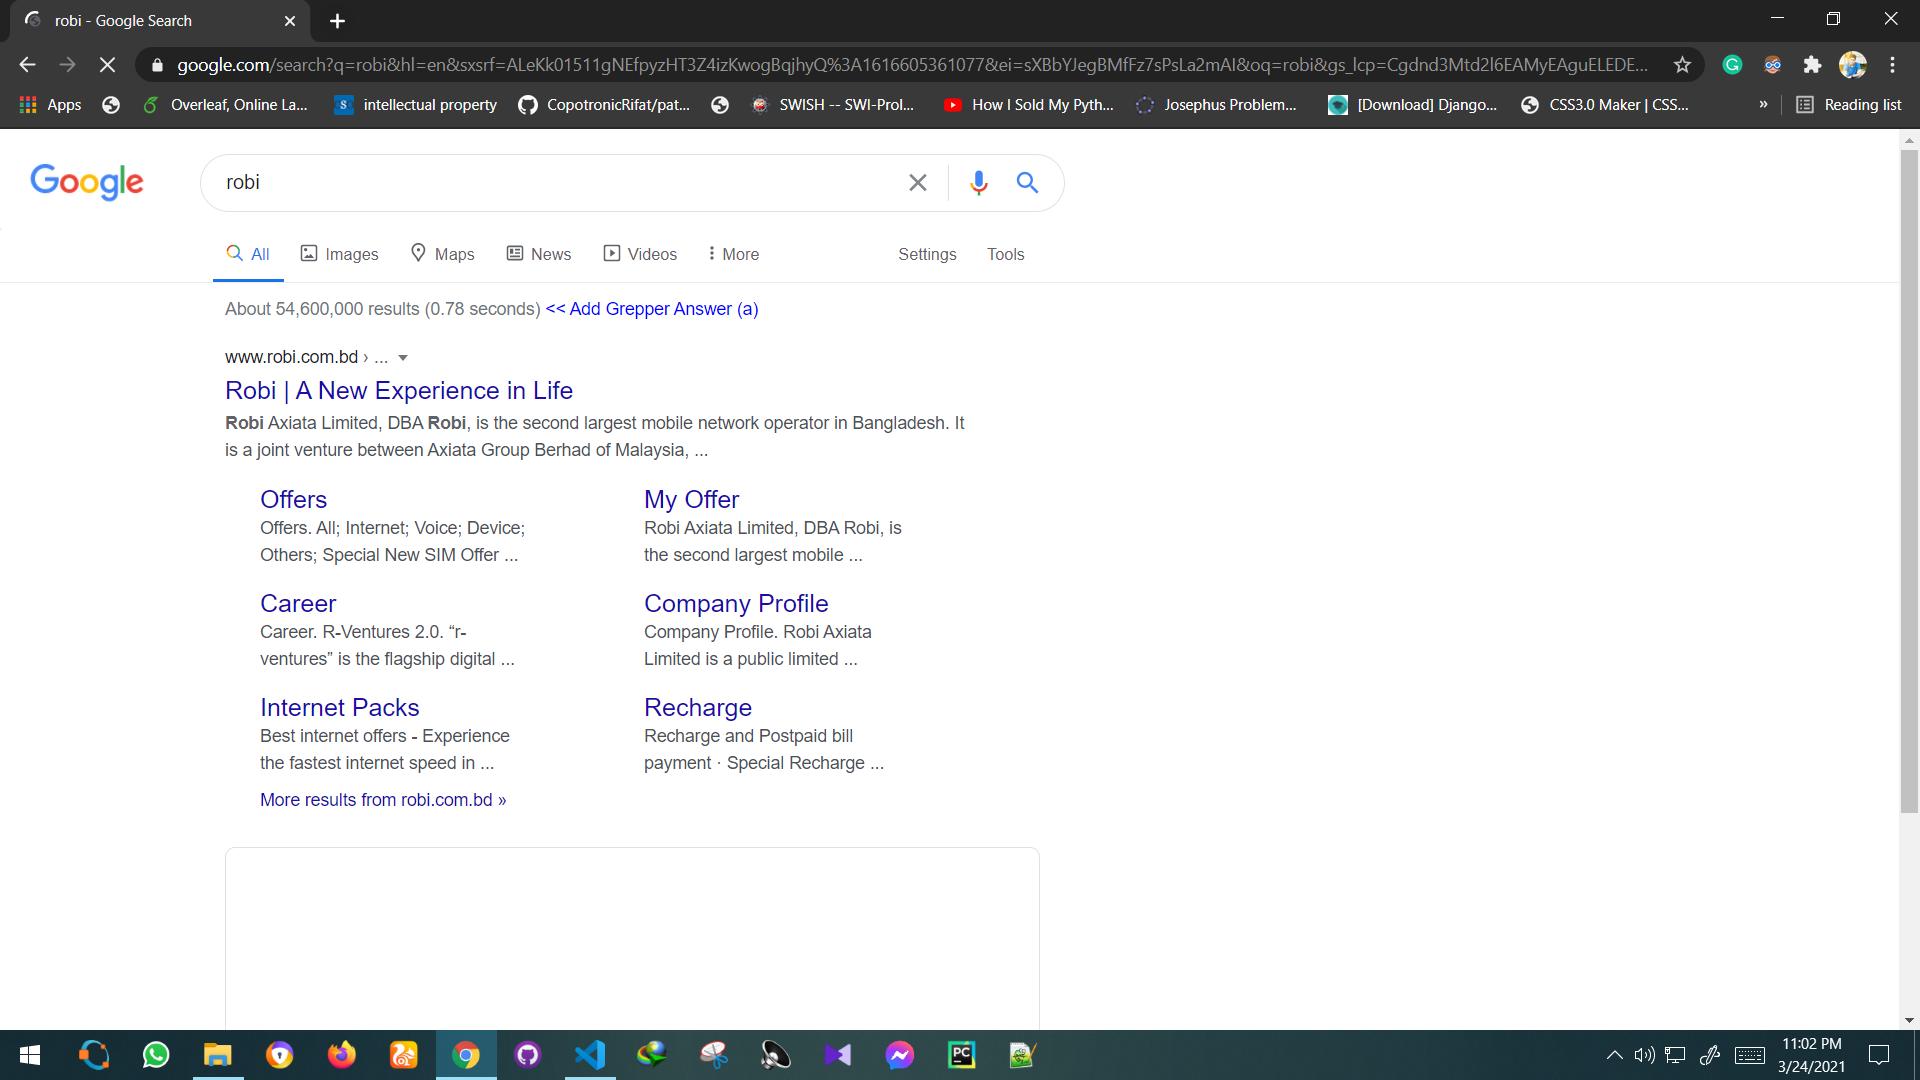 robi - Google Search
google.com/search?q=robi&hl=en&sxsrf=ALeKk01511gNEfpyzHT3Z4izKwogBqjhyQ%3A1616605361077&ei=sXBbYJegBMfFz7sPsLa2mAI&oq=robi&gs_lcp=Cgdnd3Mtd2l6EAMyEAguELEDE...
Apps Overleaf, Online La... intellectual property CopotronicRifat/pat... SWISH -- SWI-Prol... How I Sold My Pyth... Josephus Problem... [Download] Django... CSS3.0 Maker | CSS... » Reading list
Google robi
All Images Maps News Videos More Settings Tools
About 54,600,000 results (0.78 seconds) << Add Grepper Answer (a)
www.robi.com.bd › ...
Robi | A New Experience in Life
Robi Axiata Limited, DBA Robi, is the second largest mobile network operator in Bangladesh. It
is a joint venture between Axiata Group Berhad of Malaysia, ...
Offers
Offers. All; Internet; Voice; Device;
Others; Special New SIM Offer ...
My Offer
Robi Axiata Limited, DBA Robi, is
the second largest mobile ...
Career
Career. R-Ventures 2.0. “r-
ventures” is the flagship digital ...
Company Profile
Company Profile. Robi Axiata
Limited is a public limited ...
Internet Packs
Best internet offers - Experience
the fastest internet speed in ...
Recharge
Recharge and Postpaid bill
payment · Special Recharge ...
More results from robi.com.bd »
PC
11:02 PM
3/24/2021